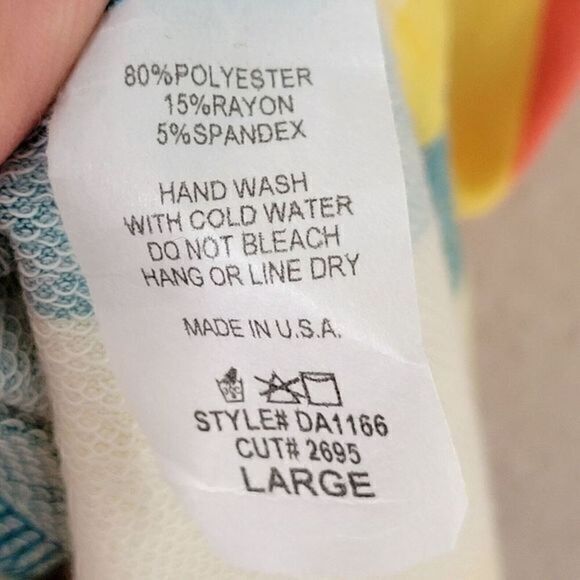 80%POLYESTER
15%RAYON
5%SPANDEX
HAND WASH
WITH COLD WATER
DO NOT BLEACH
HANG OR LINE DRY
MADE IN U.S.A.
STYLE# DA1166
CUT# 2695
LARGE